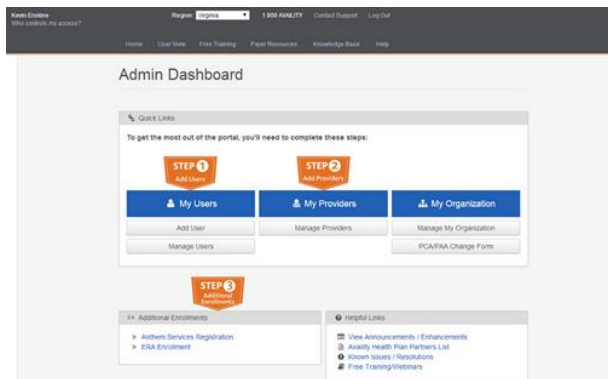 Kevin Erskine
Who controls my access?
Region: Virginia
1 800 AVAILITY Contact Support Log Out
Home User View Free Training Payer Resources Knowledge Base Help
Admin Dashboard
Quick Links
To get the most out of the portal, you'll need to complete these steps:
STEP 1
Add Users
STEP 2
Add Providers
My Users
My Providers
My Organization
Add User
Manage Providers
Manage My Organization
Manage Users
PCA/PAA Change Form
STEP 3
Additional
Enrollments
Additional Enrollments
Anthem Services Registration
ERA Enrollment
Helpful Links
View Announcements / Enhancements
Availity Health Plan Partners List
Known Issues / Resolutions
Free Training/Webinars